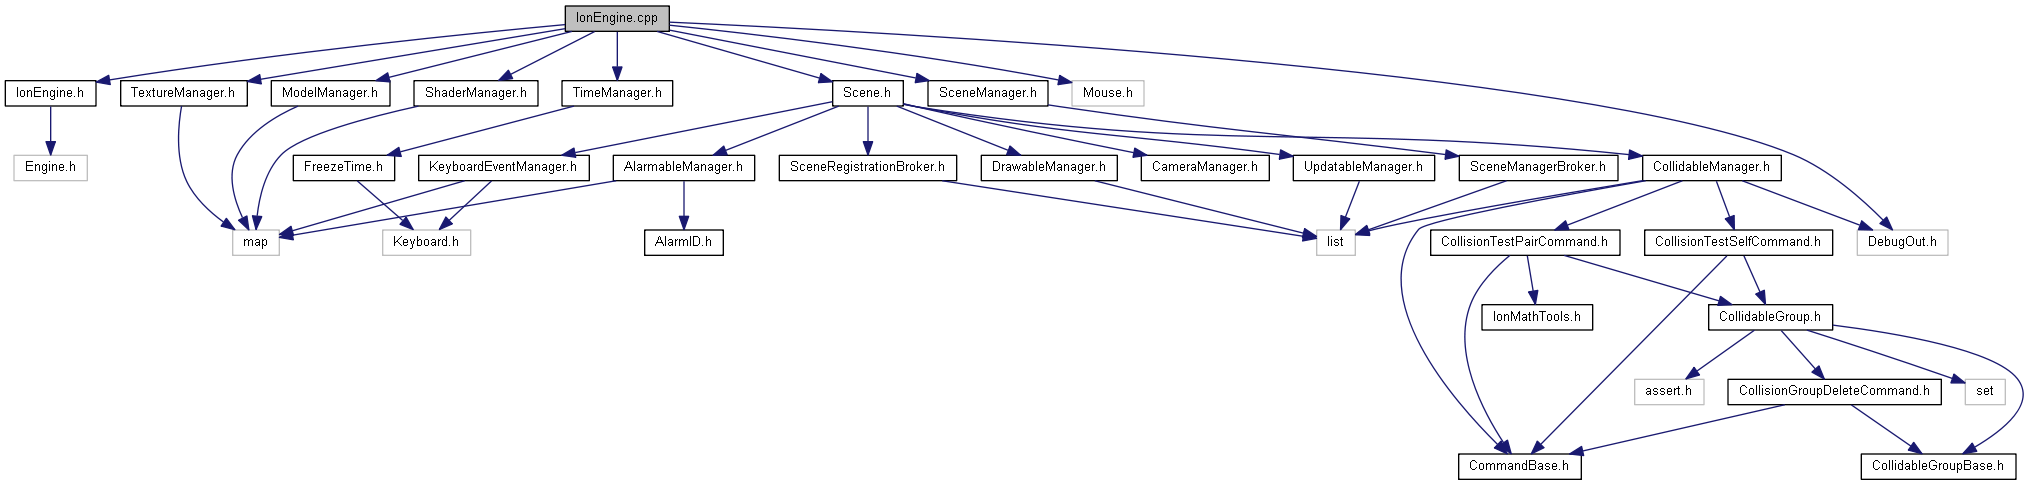 IonEngine.cpp
IonEngine.h
TextureManager.h
ModelManager.h
ShaderManager.h
TimeManager.h
Scene.h
SceneManager.h
Mouse.h
Engine.h
FreezeTime.h
KeyboardEventManager.h
AlarmableManager.h
SceneRegistrationBroker.h
DrawableManager.h
CameraManager.h
UpdatableManager.h
SceneManagerBroker.h
CollidableManager.h
map
Keyboard.h
AlarmID.h
list
CollisionTestPairCommand.h
CollisionTestSelfCommand.h
DebugOut.h
IonMathTools.h
CollidableGroup.h
assert.h
CollisionGroupDeleteCommand.h
set
CommandBase.h
CollidableGroupBase.h